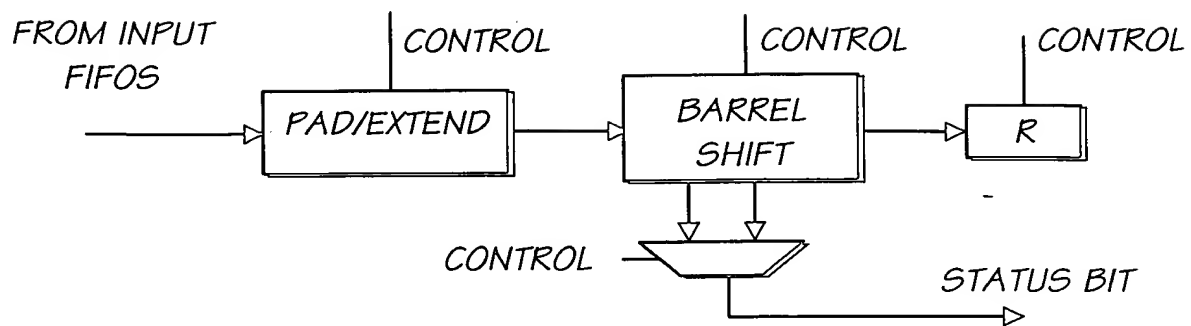 FROM INPUT
FIFOS
CONTROL
CONTROL
CONTROL
PAD/EXTEND
BARREL
SHIFT
R
CONTROL
STATUS BIT